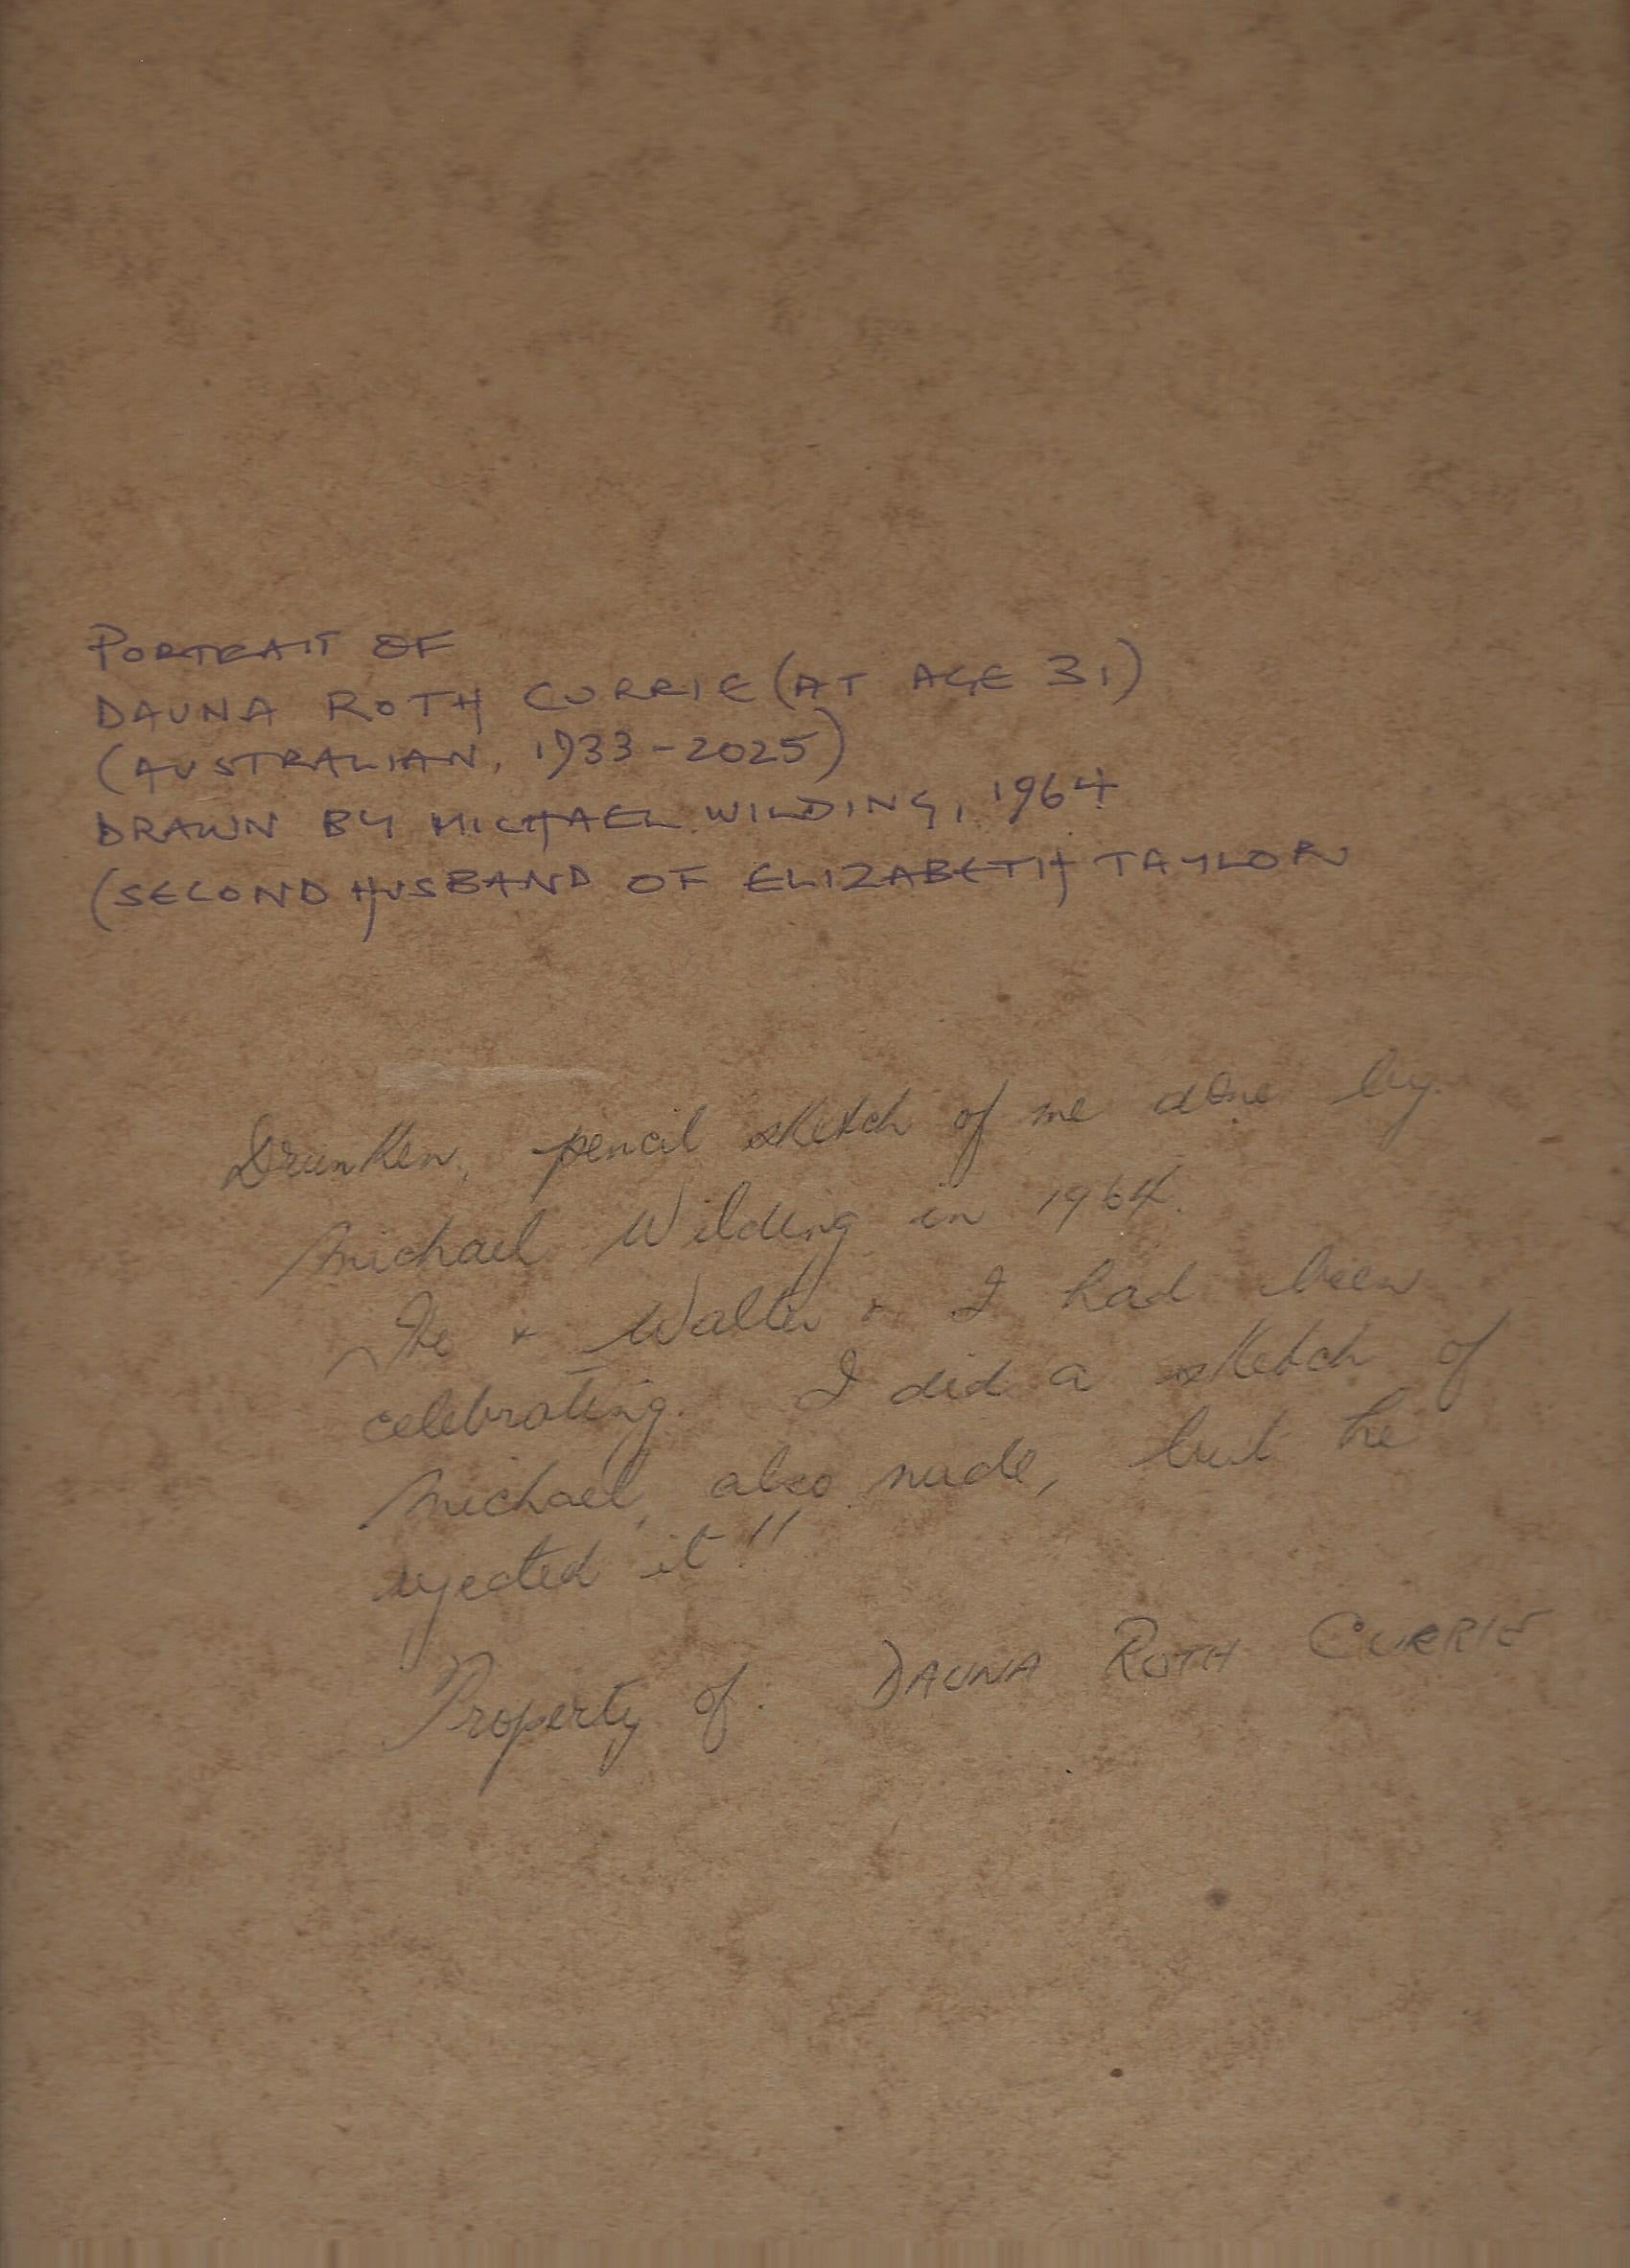 PORTRAIT OF
DAUNA ROTH CURRIE (AT AGE 31)
(AUSTRALIAN, 1933-2025)
DRAWN BY MICHAEL WILDING, 1964
(SECOND HUSBAND OF ELIZABETH TAYLOR
Drunken, pencil sketch of me done by
Michael Wilding in 1964.
He & Walter & I had been
celebrating. I did a sketch of
Michael, also nude, but he
rejected it!!
Property of: DAUNA ROTH CURRIE